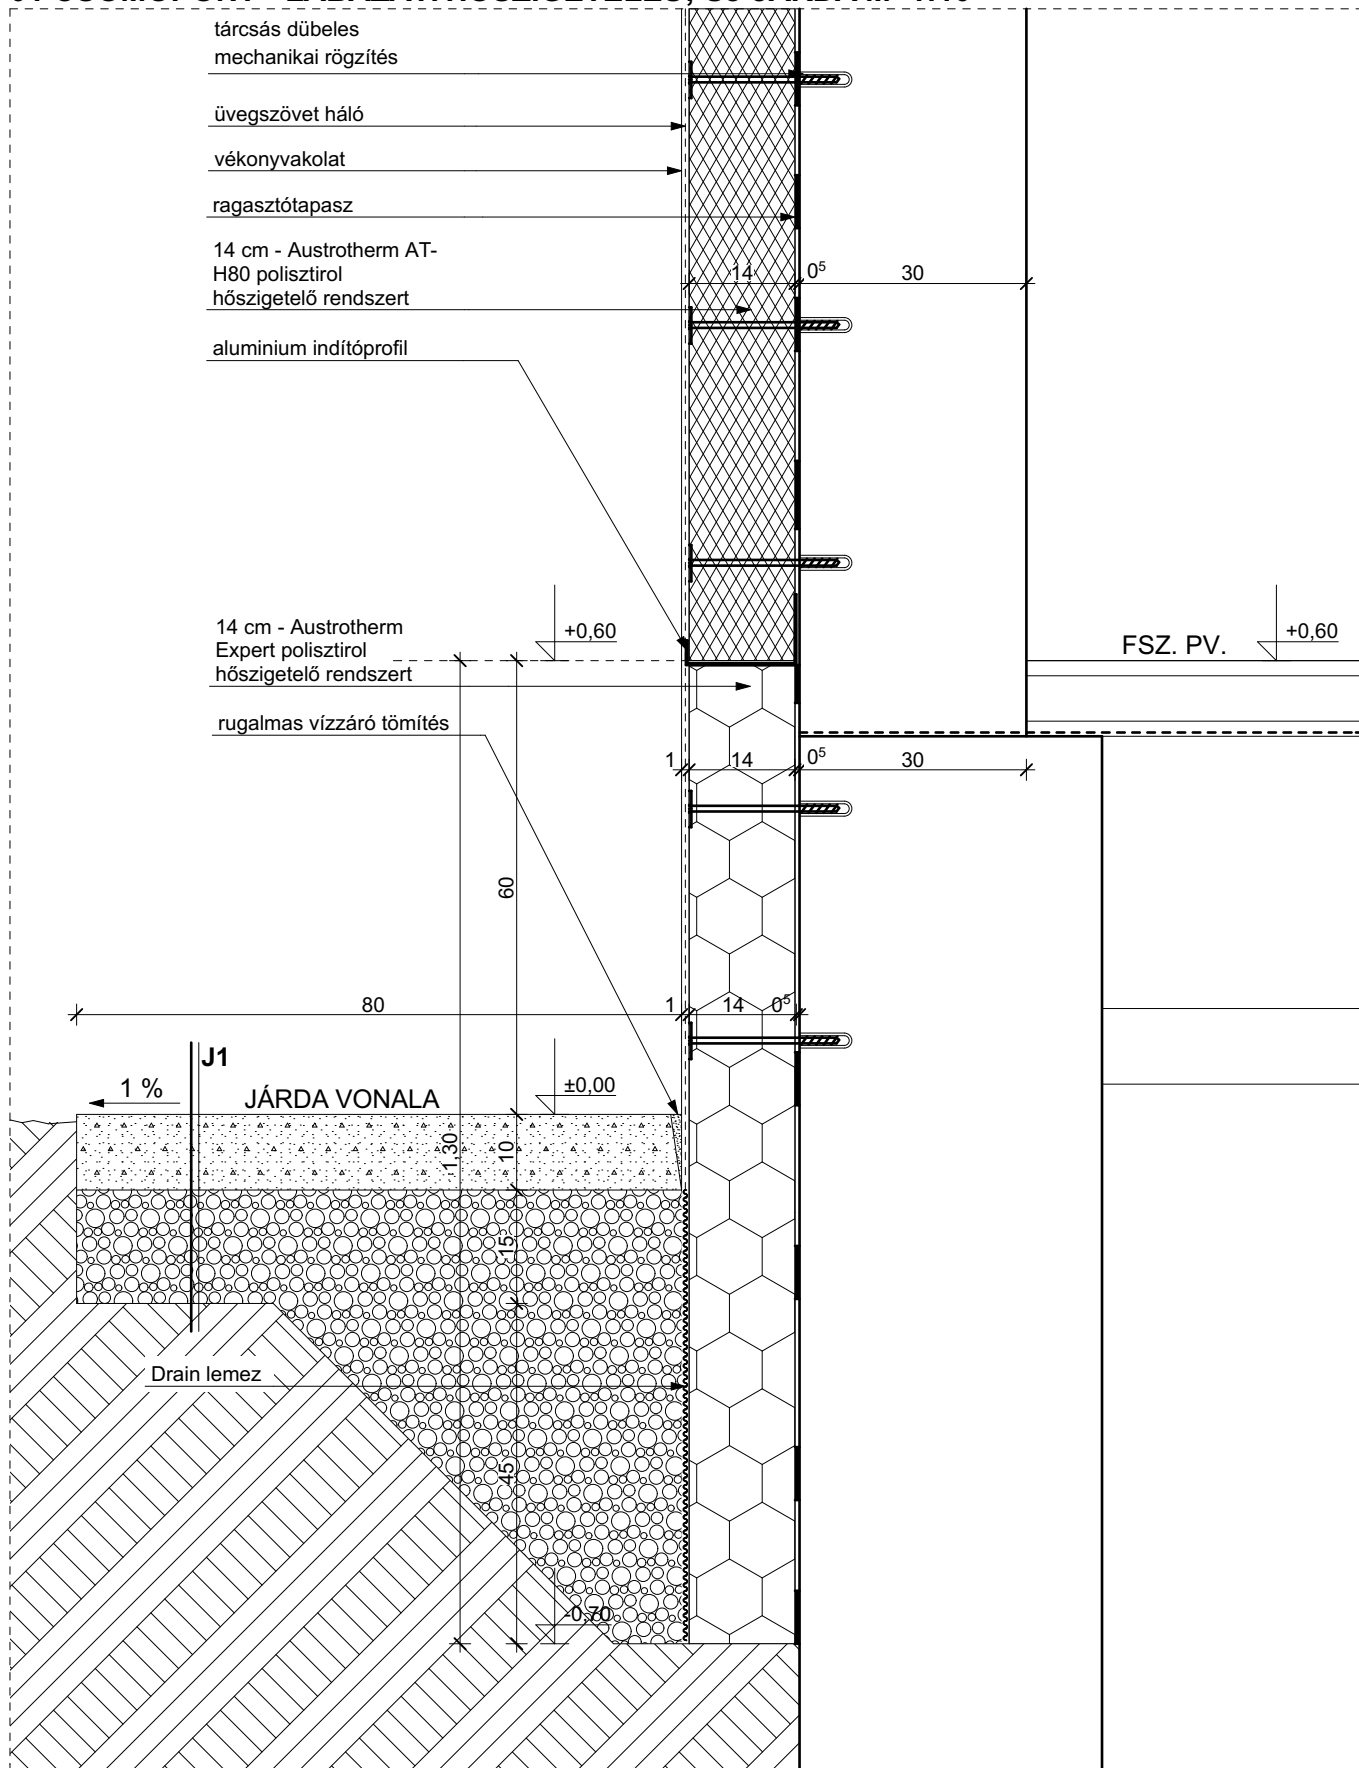 tárcsás dübeles
mechanikai rögzítés
üvegszövet háló
vékonyvakolat
ragasztótapasz
14 cm - Austrotherm AT-
H80 polisztirol
hőszigetelő rendszert
14 0⁵ 30
aluminium indítóprofil
14 cm - Austrotherm
Expert polisztirol
hőszigetelő rendszert
+0,60
FSZ. PV.
+0,60
rugalmas vízzáró tömítés
1 14 0⁵ 30
60
80 1 14 0⁵
J1
1 %
JÁRDA VONALA
±0,00
1,30
10
15
Drain lemez
45
-0,70